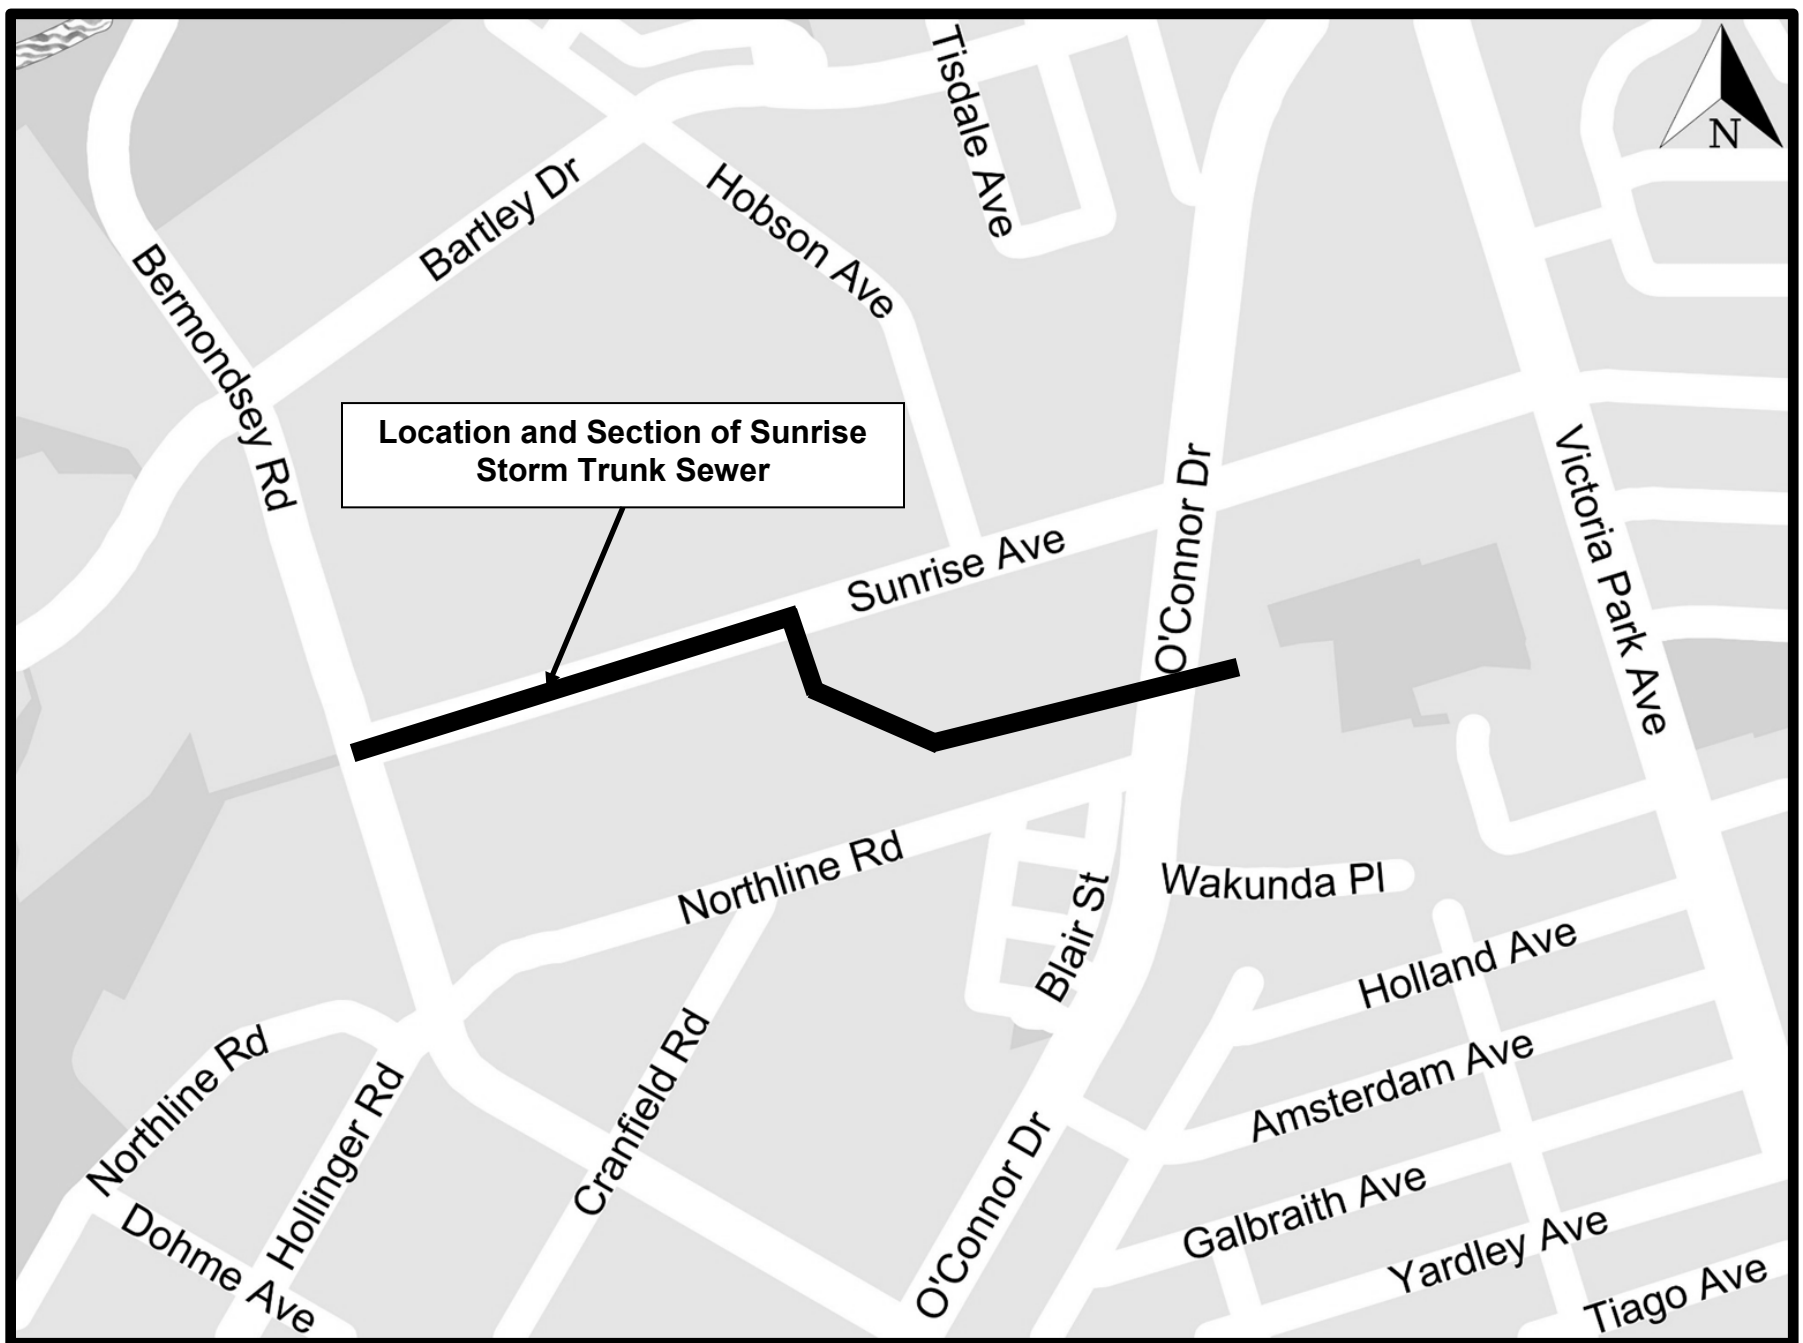 Tisdale Ave
N
Bartley Dr
Hobson Ave
Bermondsey Rd
Location and Section of Sunrise
Storm Trunk Sewer
Sunrise Ave
O'Connor Dr
Victoria Park Ave
Northline Rd
Wakunda Pl
Blair St
Holland Ave
Northline Rd
Hollinger Rd
Cranfield Rd
Amsterdam Ave
O'Connor Dr
Galbraith Ave
Dohme Ave
Yardley Ave
Tiago Ave